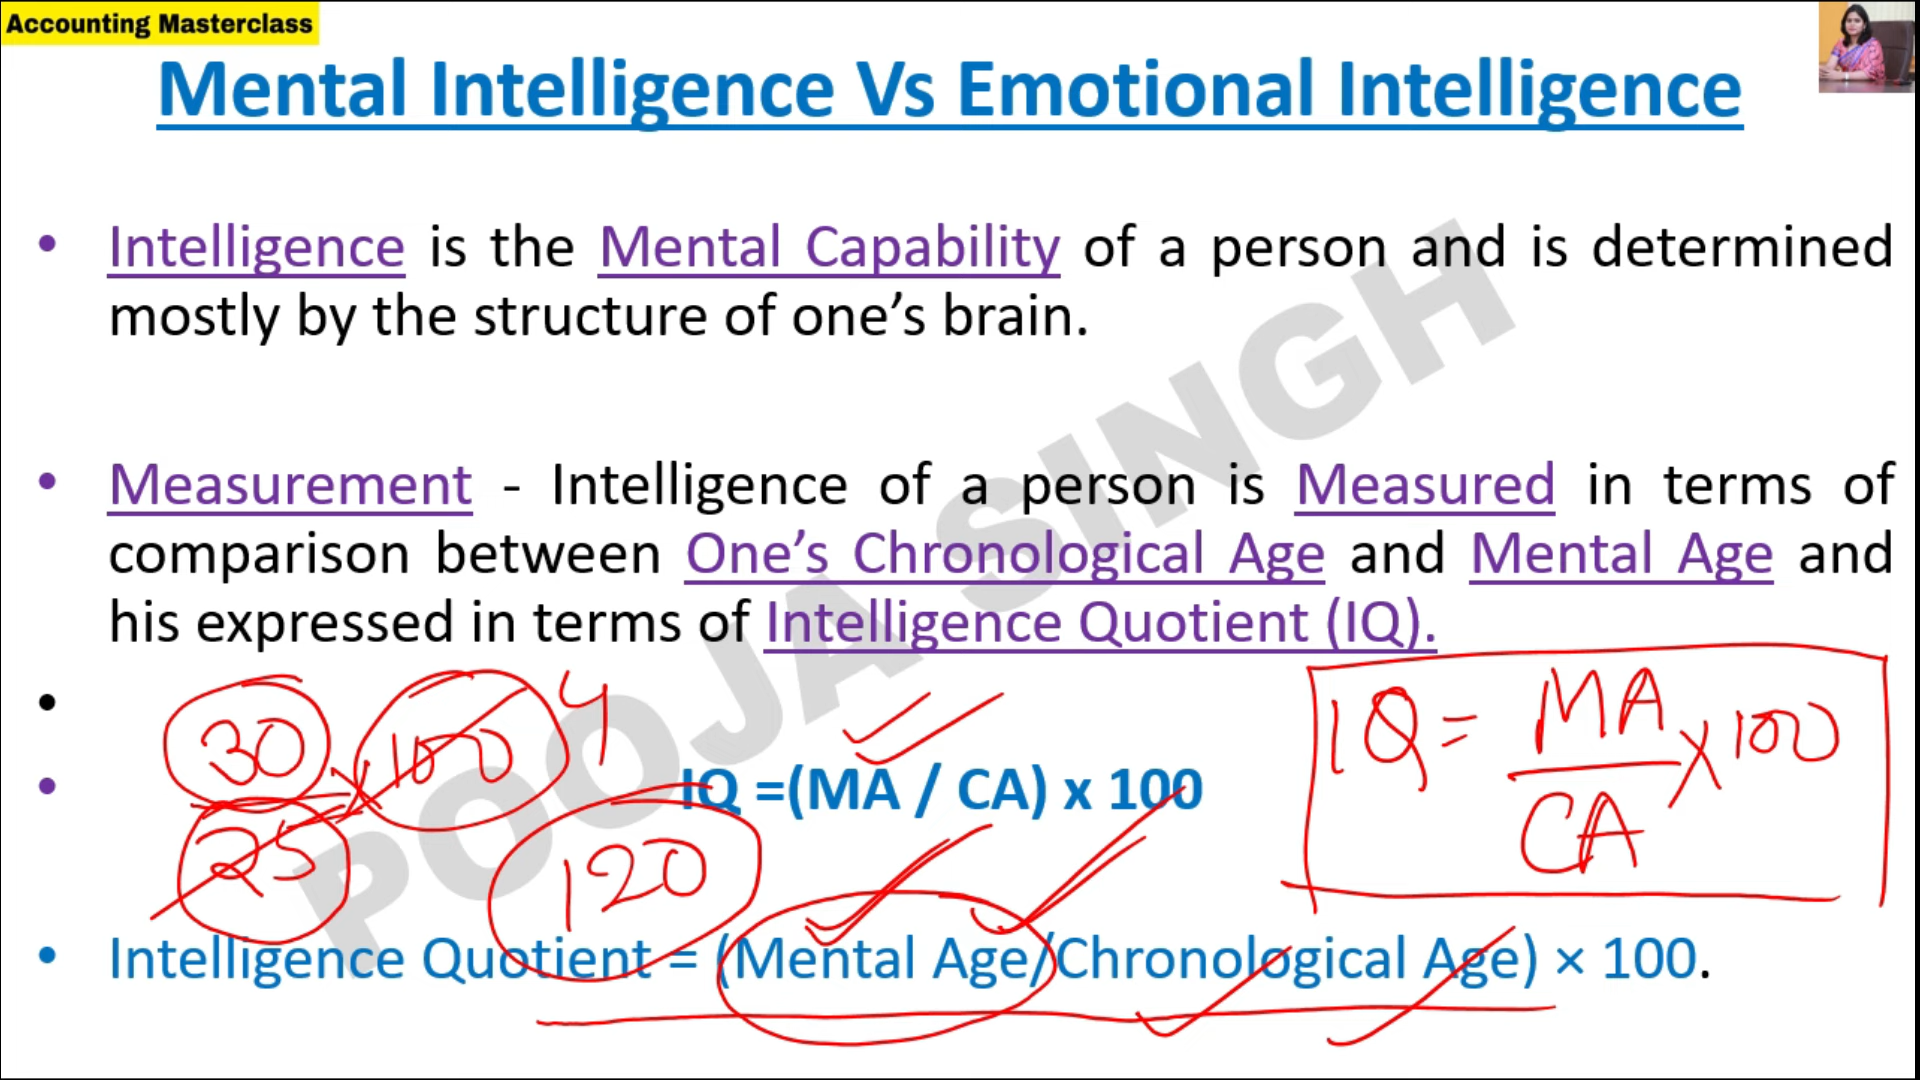 Accounting Masterclass
Mental Intelligence Vs Emotional Intelligence
• Intelligence is the Mental Capability of a person and is determined
mostly by the structure of one’s brain.
• Measurement - Intelligence of a person is Measured in terms of
comparison between One’s Chronological Age and Mental Age and
his expressed in terms of Intelligence Quotient (IQ).
•
30 x 100 4
25
120
• IQ =(MA / CA) x 100
IQ = MA x 100
CA
• Intelligence Quotient = (Mental Age/Chronological Age) × 100.
POOJA SINGH